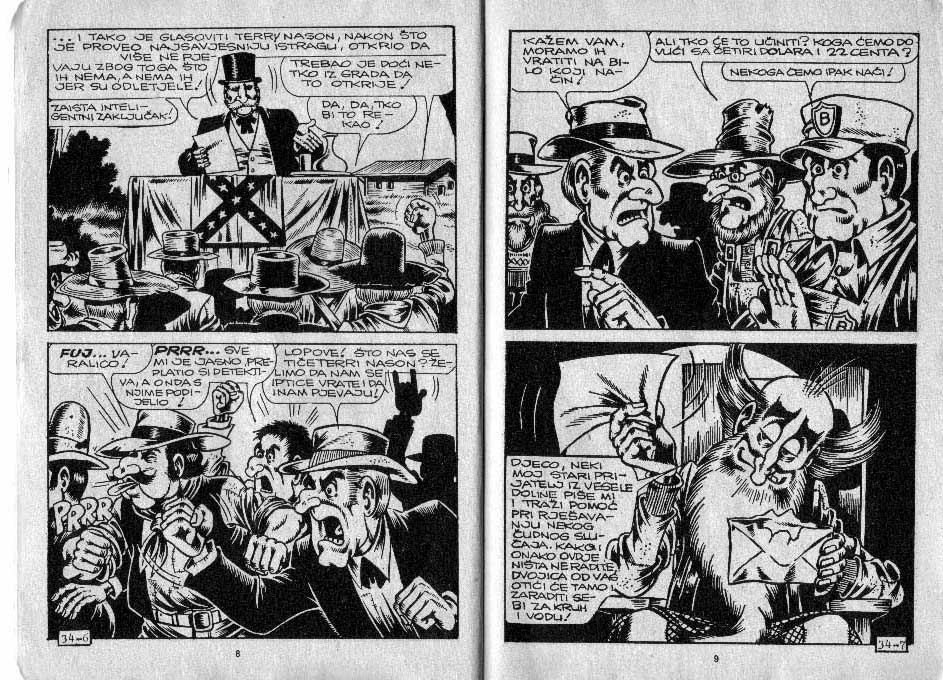 ... I TAKO JE GLASOVITI TERRY NASON, NAKON ŠTO
JE PROVEO NAJSAVJESNIJU ISTRAGU, OTKRIO DA
VIŠE NE PJE-
VAJU ZBOG TOGA ŠTO
IH NEMA, A NEMA IH
JER SU ODLETJELE!
TREBAO JE DOĆI NE-
TKO IZ GRADA DA
TO OTKRIJE!
ZAISTA INTELI-
GENTNI ZAKLJUČAK!
DA, DA, TKO
BI TO RE-
KAO!
FUJ... VA-
RALICO!
PRRR... SVE
MI JE JASNO, PRE-
PLATIO SI DETEKTI-
VA, A ONDA S
NJIME PODI-
JELIO!
LOPOVE! ŠTO NAS SE
TIČE TERRI NASON? ŽE-
LIMO DA NAM SE
PTICE VRATE I DA
NAM PJEVAJU!
PRRR
34-6
8
KAŽEM VAM,
MORAMO IH
VRATITI NA BI-
LO KOJI NA-
ČIN!
ALI TKO ĆE TO UČINITI? KOGA ĆEMO DO
VUĆI SA ČETIRI DOLARA I 22 CENTA?
NEKOGA ĆEMO IPAK NAĆI!
B
XXX
B
DJECO, NEKI
MOJ STARI PRI-
JATELJ IZ VESELE
DOLINE PIŠE MI
I TRAŽI POMOĆ
PRI RJEŠAVA-
NJU NEKOG
ČUDNOG SLU-
ČAJA. KAKO I
ONAKO OVDJE
NIŠTA NE RADITE,
DVOJICA OD VAS
OTIĆI ĆE TAMO I
ZARADITI SE-
BI ZA KRUH
I VODU!
34-7
9